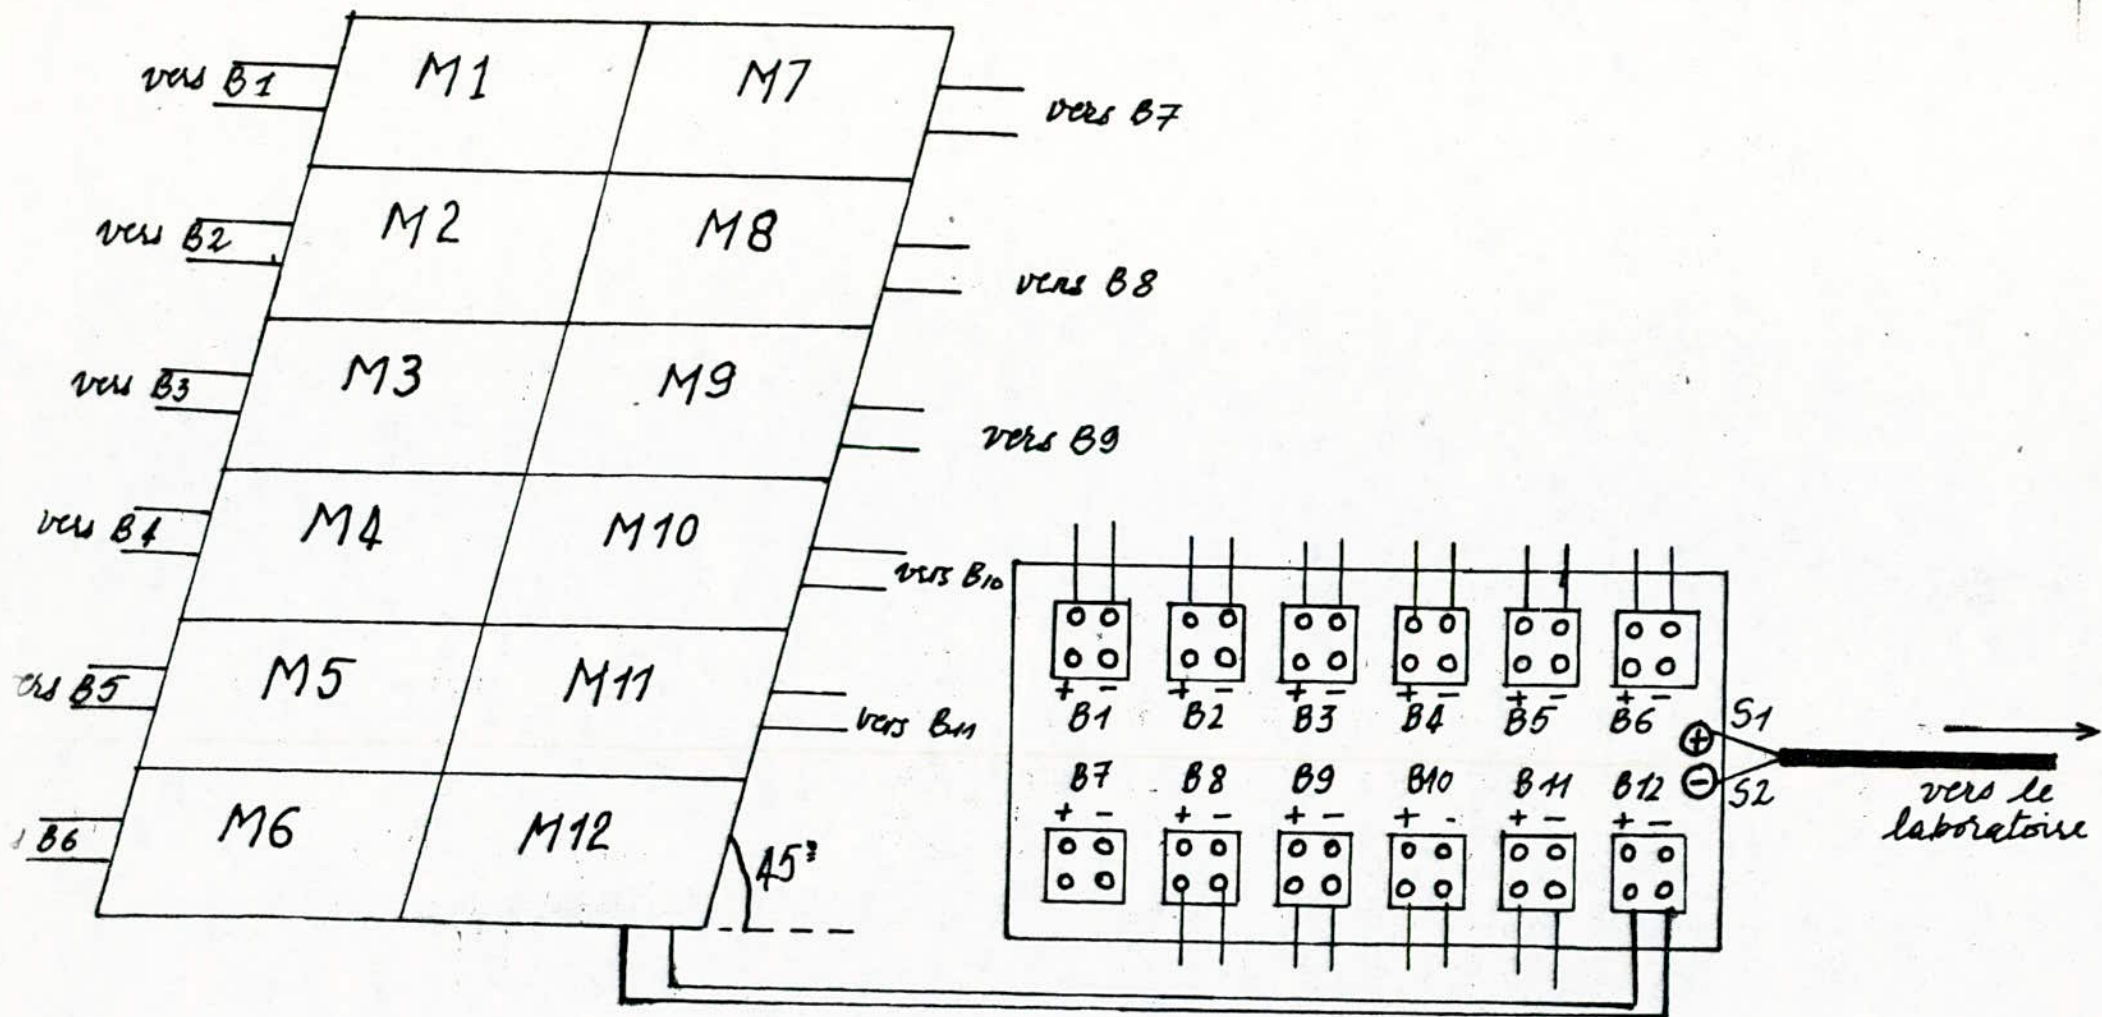 M1
M7
vers B1
vers B7
M2
M8
vers B2
vers B8
M3
M9
vers B3
vers B9
M4
M10
vers B4
vers B10
M5
M11
ers B5
vers B11
M6
M12
B6
45°
+ - + - + - + - + - + -
B1 B2 B3 B4 B5 B6
S1
+
-
S2
B7 B8 B9 B10 B11 B12
+ - + - + - + - + - + -
vers le
laboratoire